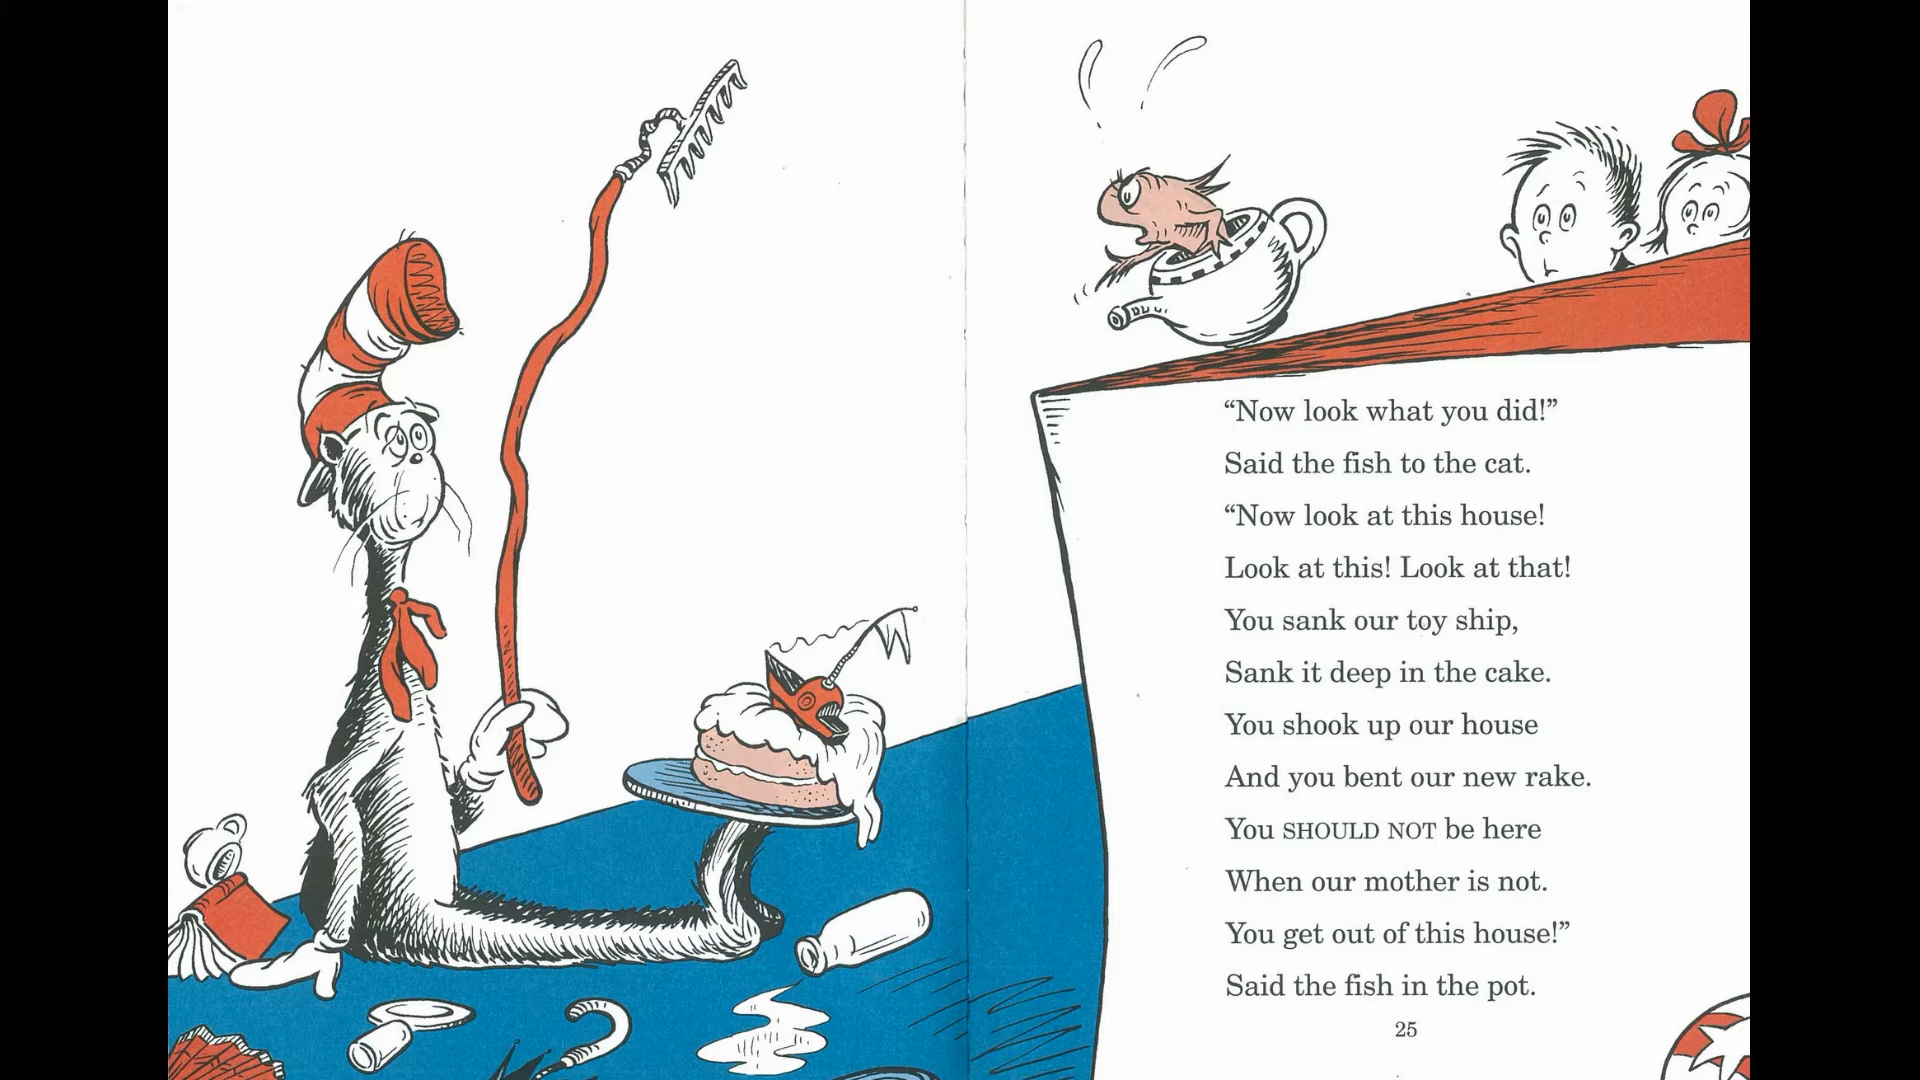 “Now look what you did!”
Said the fish to the cat.
“Now look at this house!
Look at this! Look at that!
You sank our toy ship,
Sank it deep in the cake.
You shook up our house
And you bent our new rake.
You SHOULD NOT be here
When our mother is not.
You get out of this house!”
Said the fish in the pot.
25